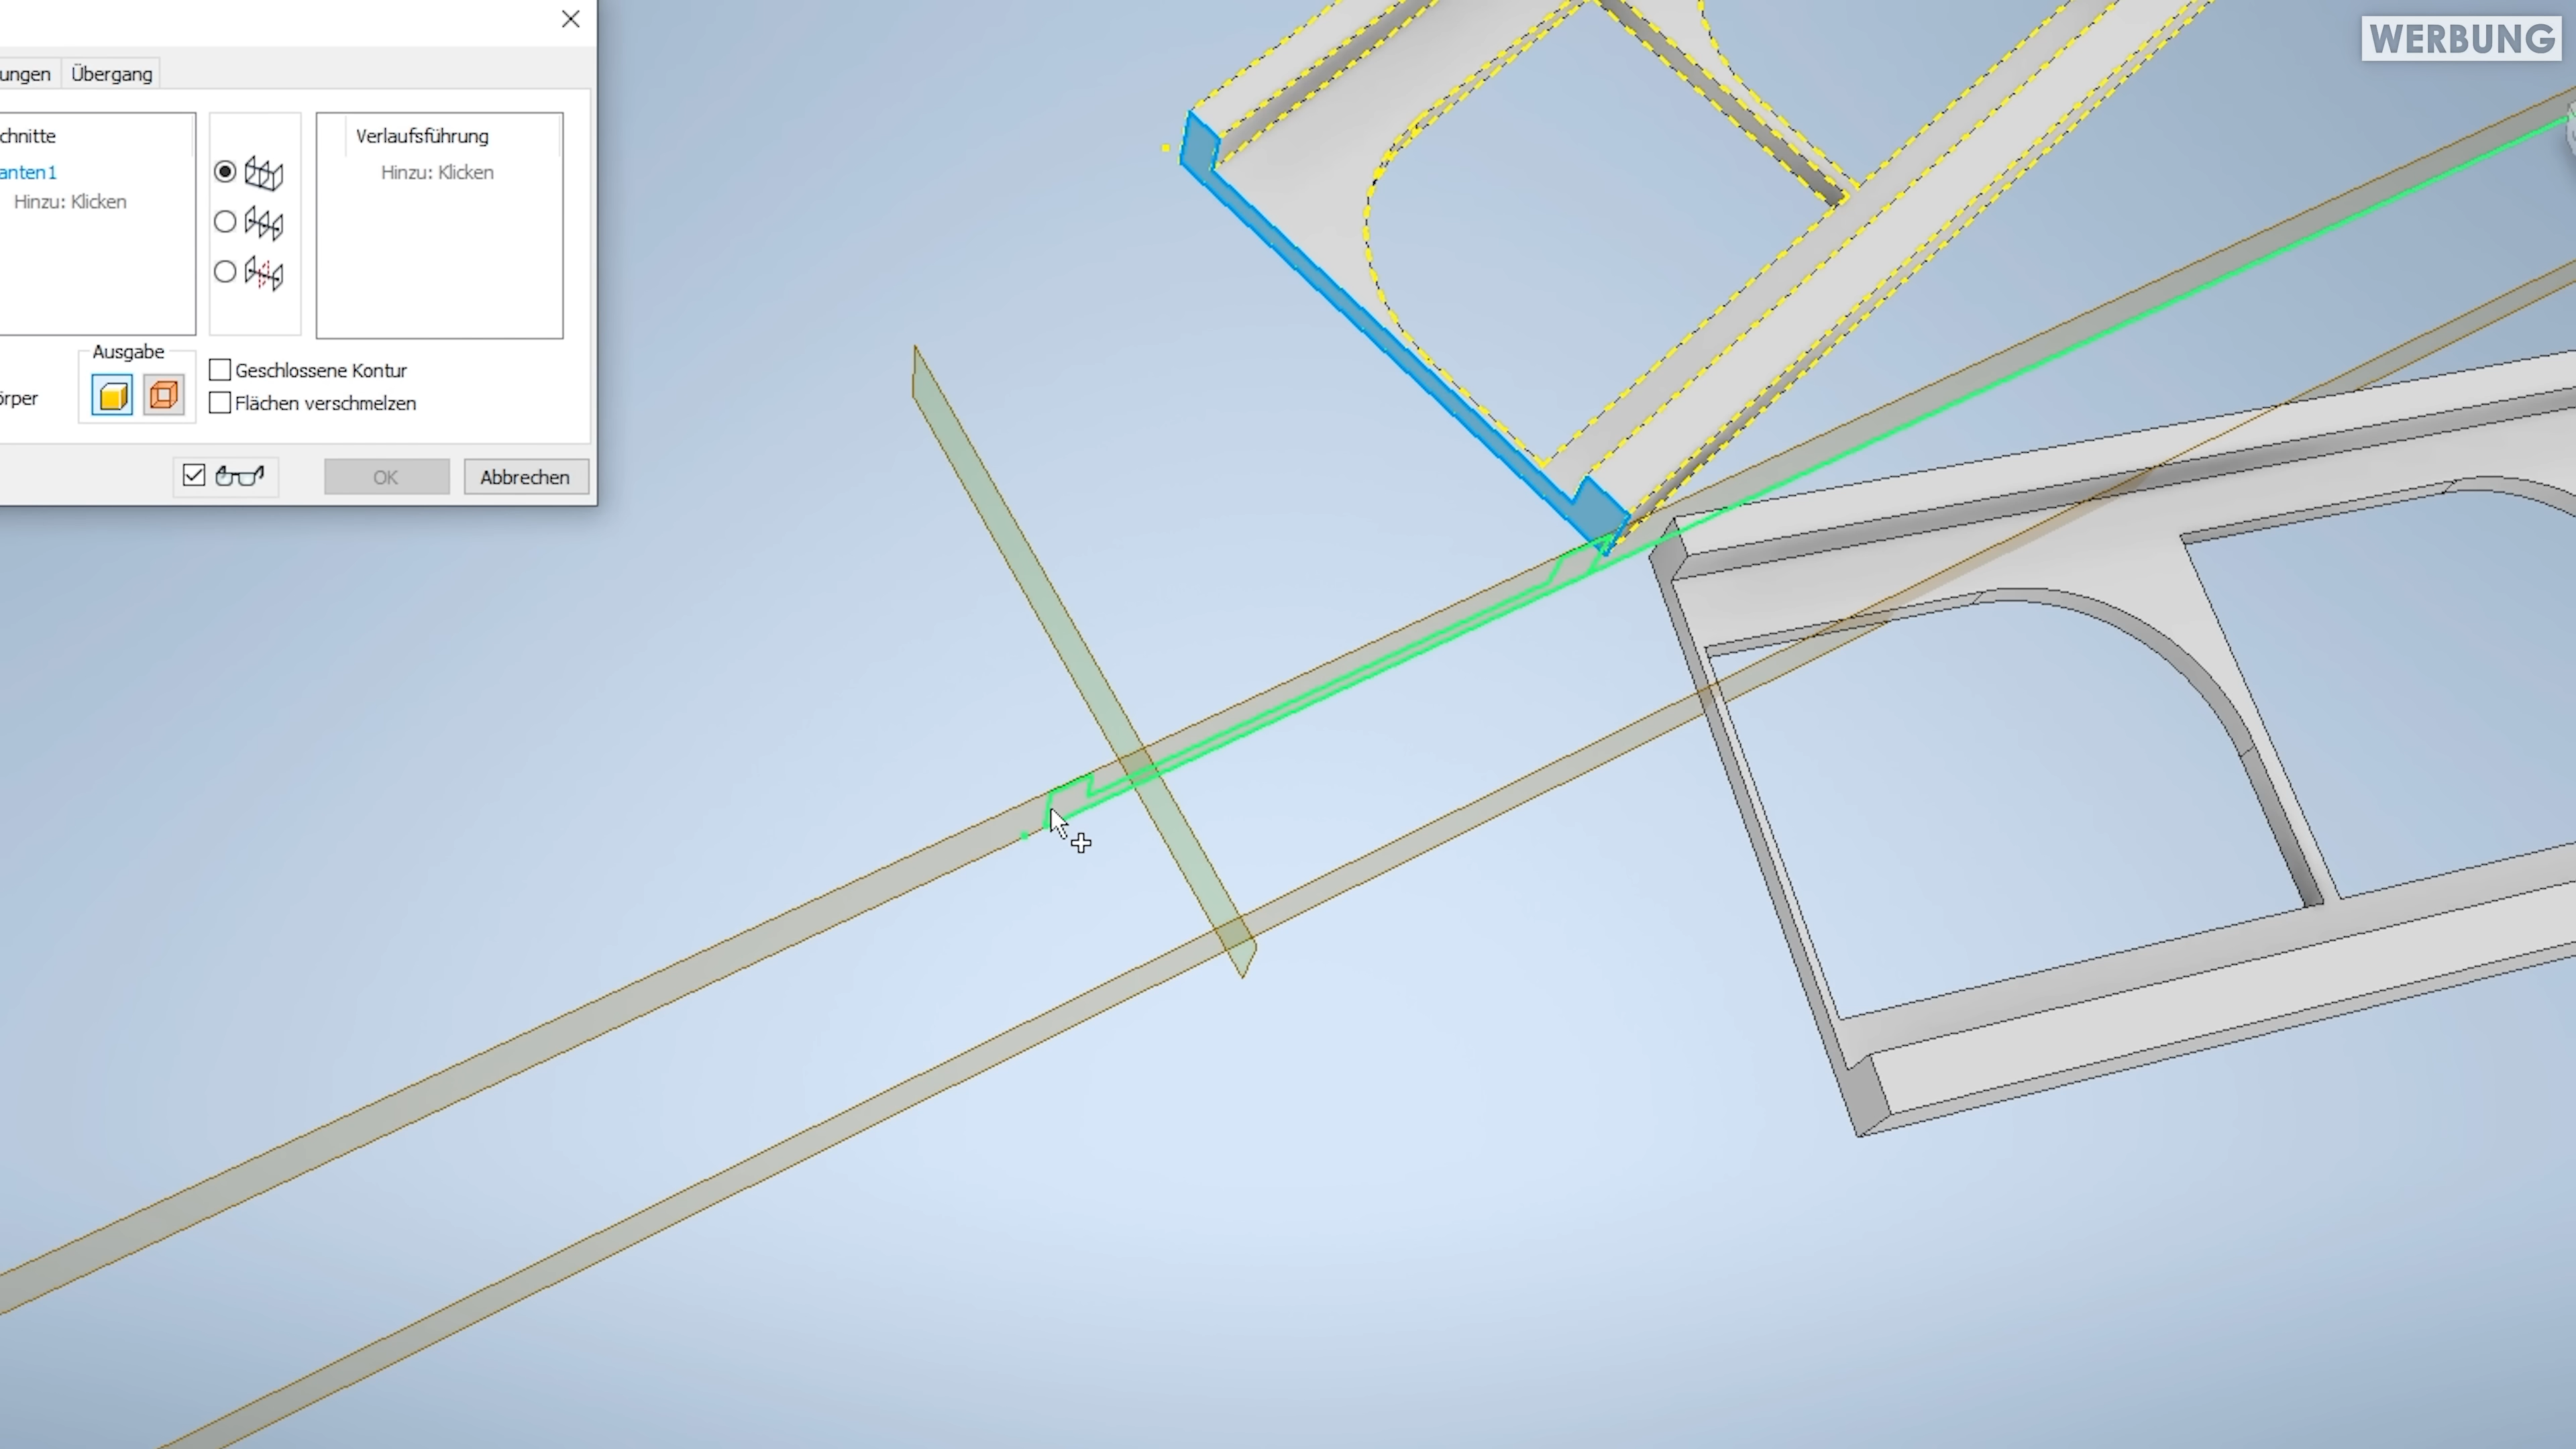 WERBUNG
ungen Übergang
chnitte
Verlaufsführung
anten1
Hinzu: Klicken
Hinzu: Klicken
Ausgabe
Geschlossene Kontur
örper
Flächen verschmelzen
OK
Abbrechen